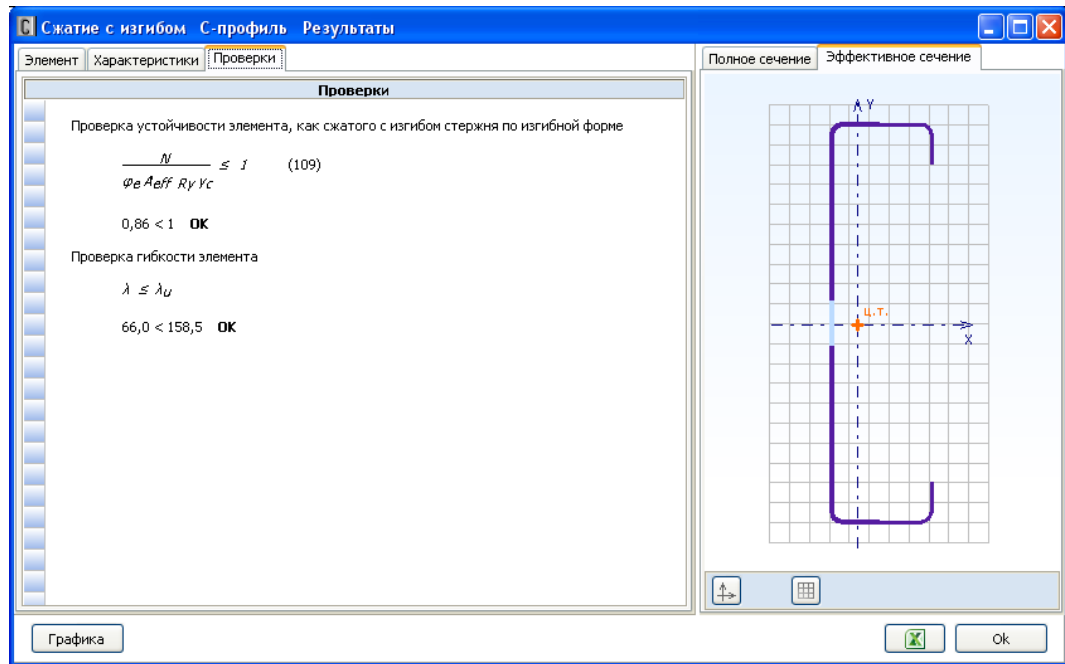 Сжатие с изгибом С-профиль Результаты
Элемент Характеристики Проверки
Полное сечение Эффективное сечение
Проверки
Проверка устойчивости элемента, как сжатого с изгибом стержня по изгибной форме
N / φe Aeff Ry γc ≤ 1 (109)
0,86 < 1 OK
Проверка гибкости элемента
λ ≤ λu
66,0 < 158,5 OK
Y
ц.т.
X
Графика
Ok